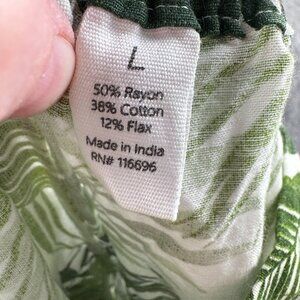 L
50% Rayon
38% Cotton
12% Flax
Made in India
RN# 116696